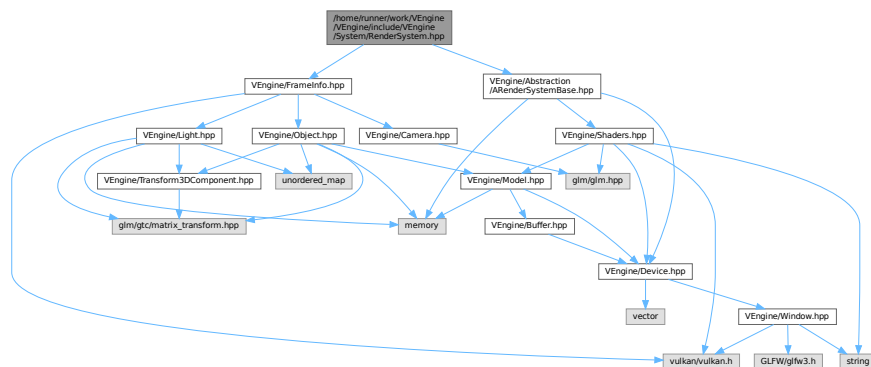 /home/runner/work/VEngine
/VEngine/include/VEngine
/System/RenderSystem.hpp
VEngine/FrameInfo.hpp
VEngine/Abstraction
/ARenderSystemBase.hpp
VEngine/Light.hpp
VEngine/Object.hpp
VEngine/Camera.hpp
VEngine/Shaders.hpp
VEngine/Transform3DComponent.hpp
unordered_map
VEngine/Model.hpp
glm/glm.hpp
glm/gtc/matrix_transform.hpp
memory
VEngine/Buffer.hpp
VEngine/Device.hpp
vector
VEngine/Window.hpp
vulkan/vulkan.h
GLFW/glfw3.h
string